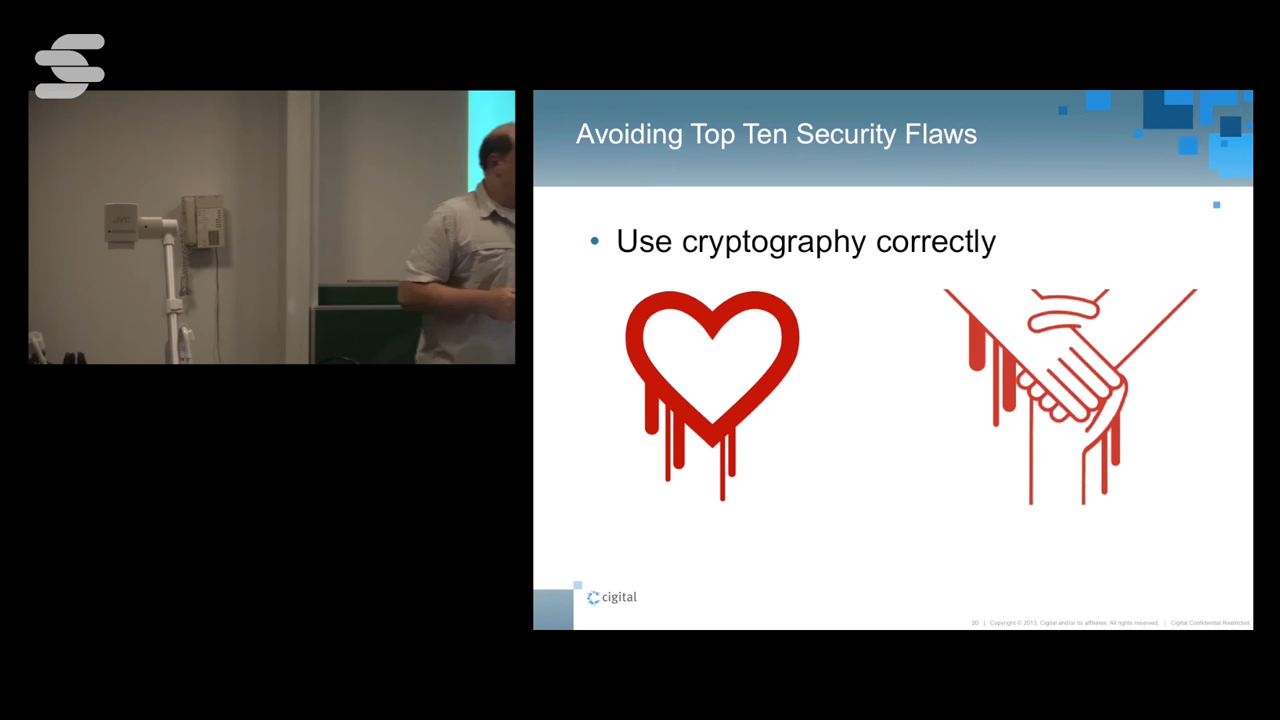 Avoiding Top Ten Security Flaws
• Use cryptography correctly
JVC
cigital
20 | Copyright © 2013, Cigital and/or its affiliates. All rights reserved. | Cigital Confidential Restricted.